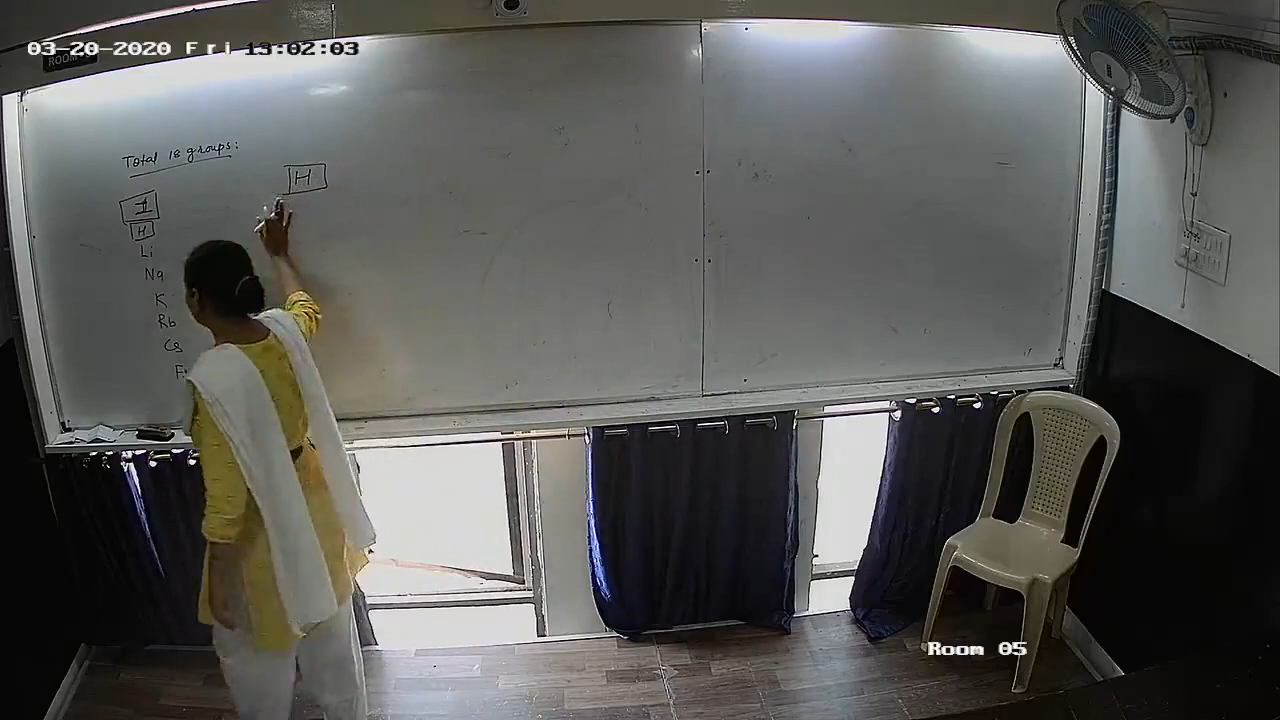 03-20-2020 Fri 13:02:03
ROOM
Total 18 groups:
H
I
H
Li
Na
K
Rb
Cs
F
Room 05